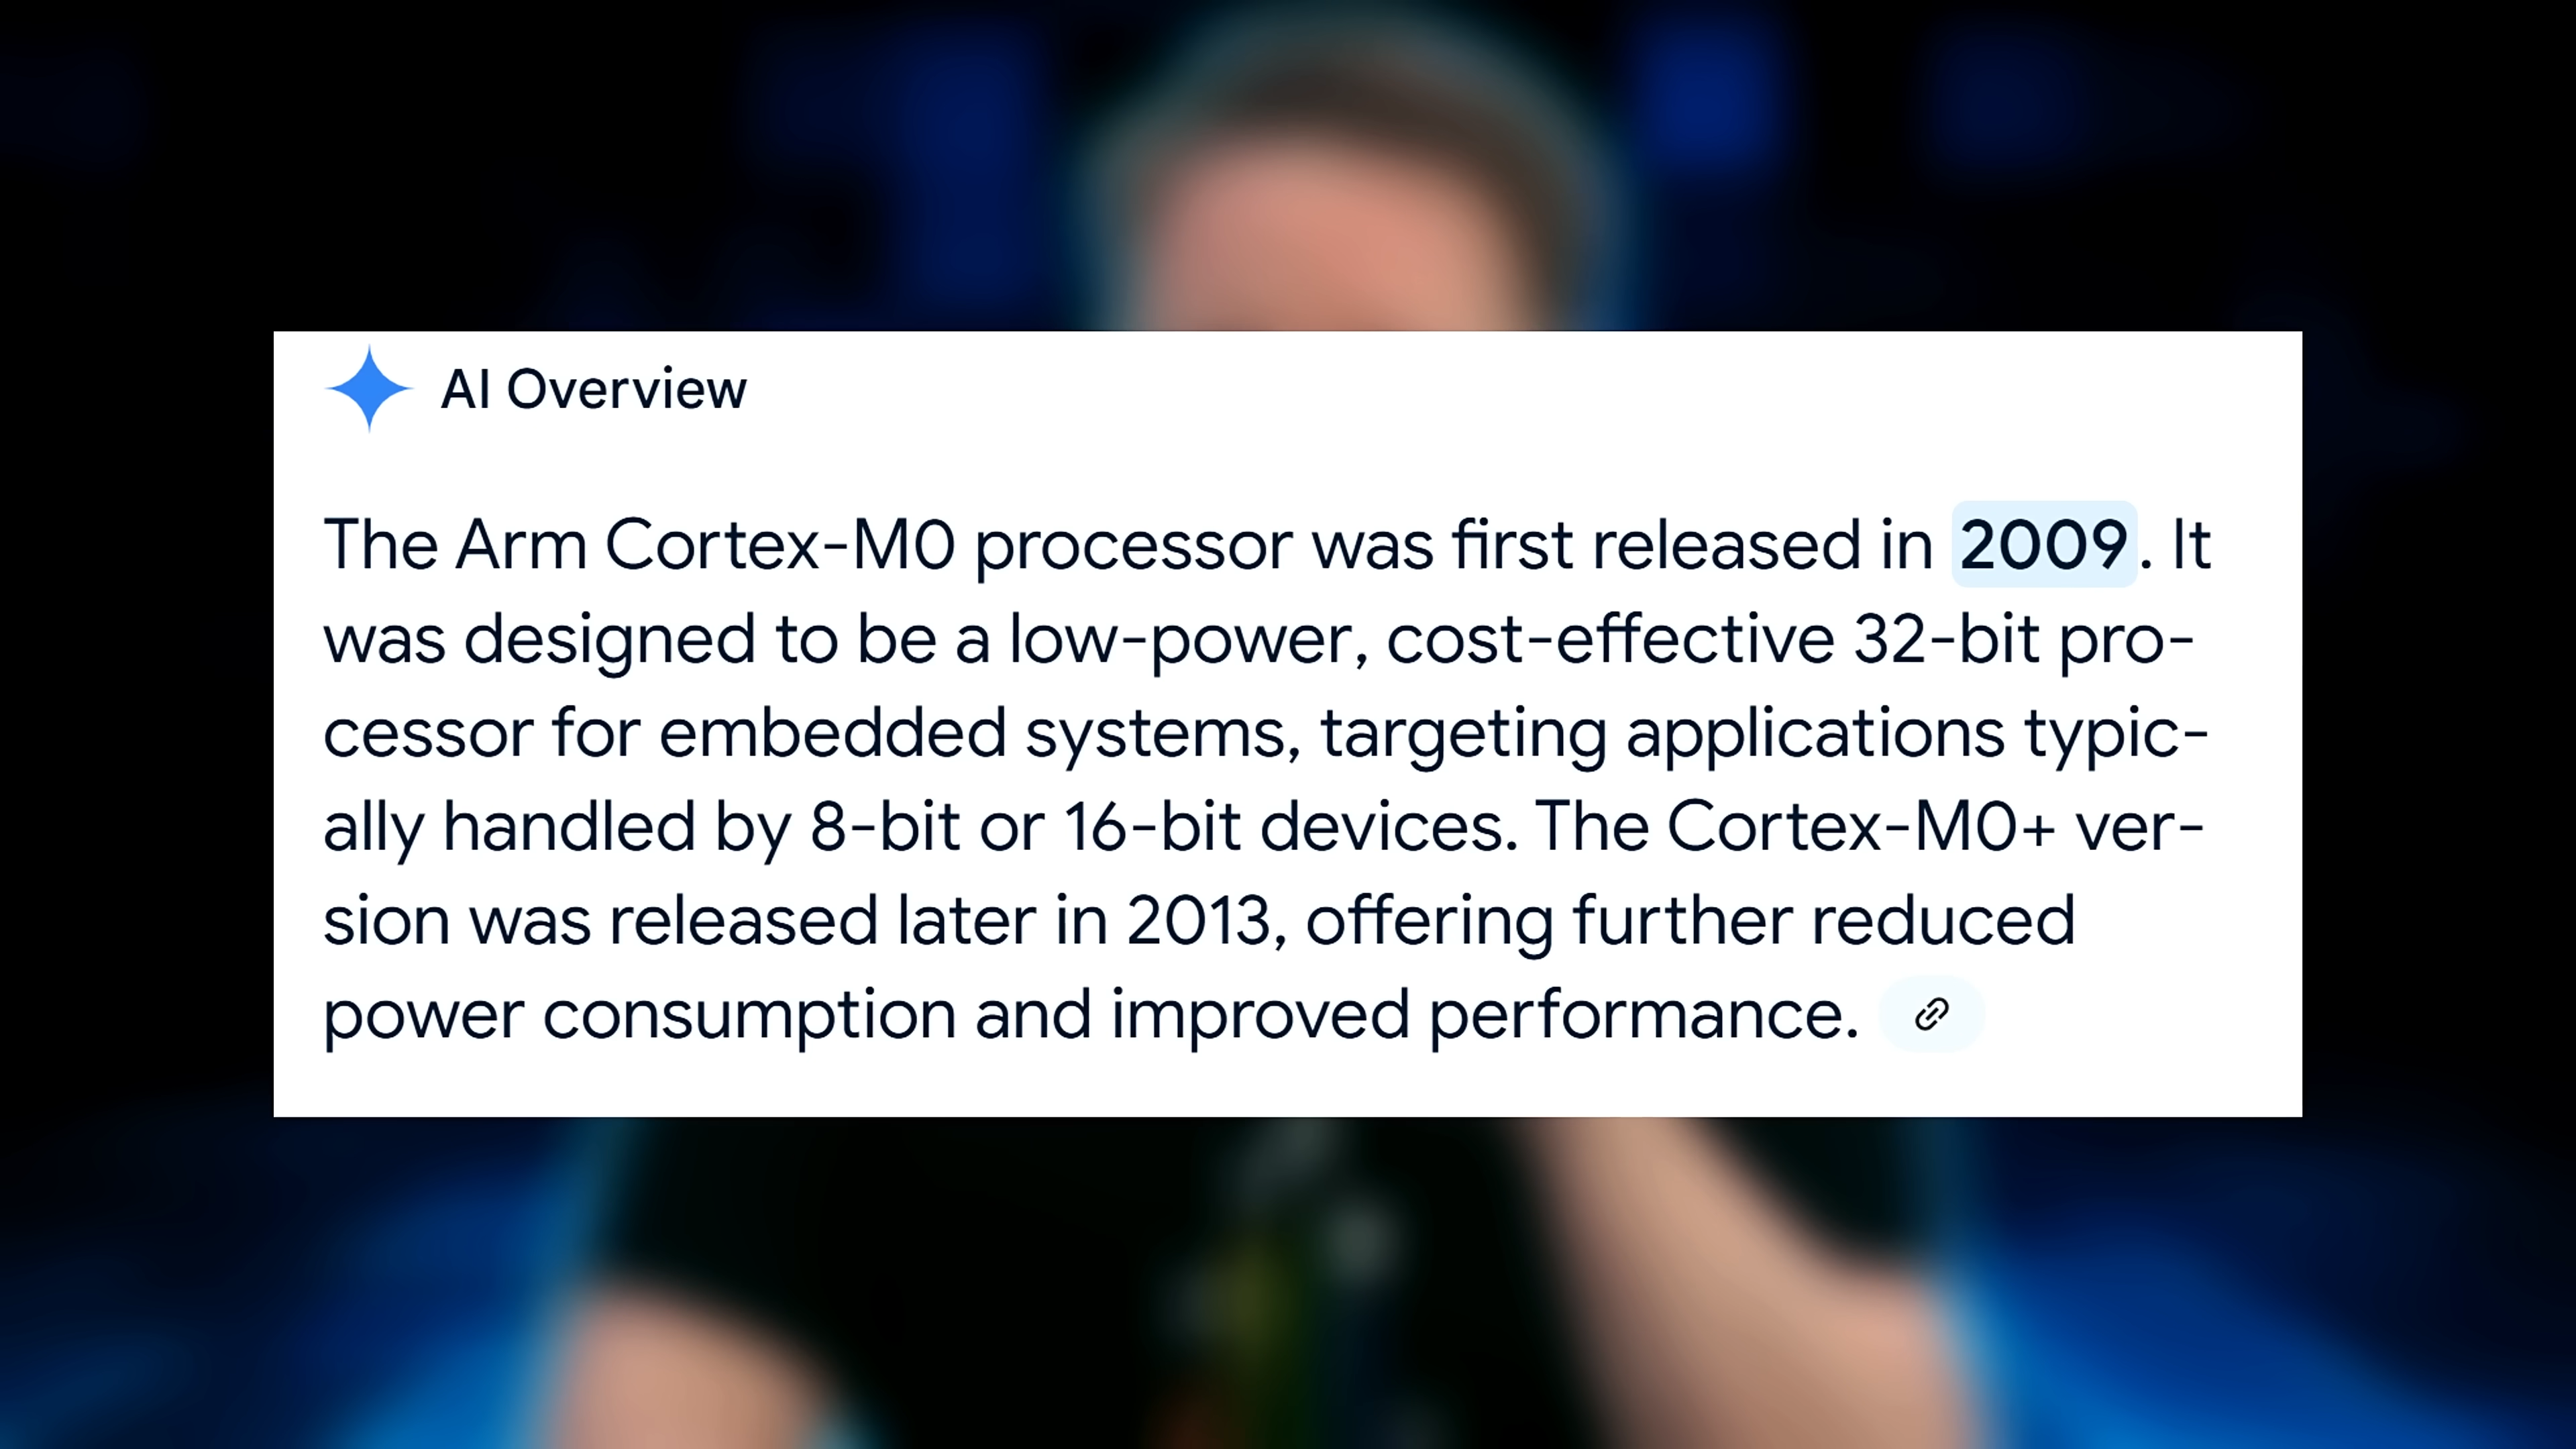 AI Overview
The Arm Cortex-M0 processor was first released in 2009. It
was designed to be a low-power, cost-effective 32-bit pro-
cessor for embedded systems, targeting applications typic-
ally handled by 8-bit or 16-bit devices. The Cortex-M0+ ver-
sion was released later in 2013, offering further reduced
power consumption and improved performance.